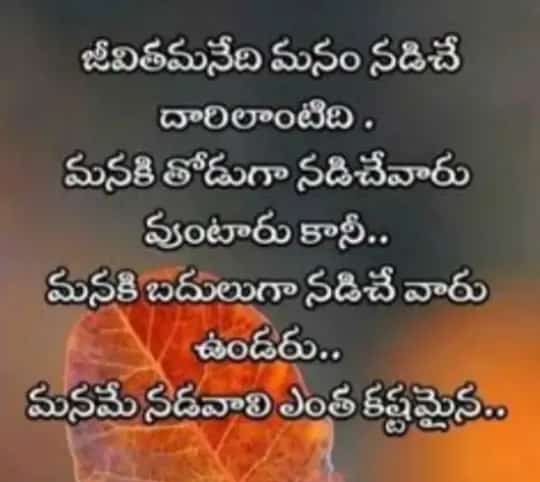 జీవితమనేది మనం నడిచే
దారిలాంటిది .
మనకి తోడుగా నడిచేవారు
వుంటారు కానీ..
మనకి బదులుగా నడిచే వారు
ఉండరు..
మనమే నడవాలి ఎంత కష్టమైన..